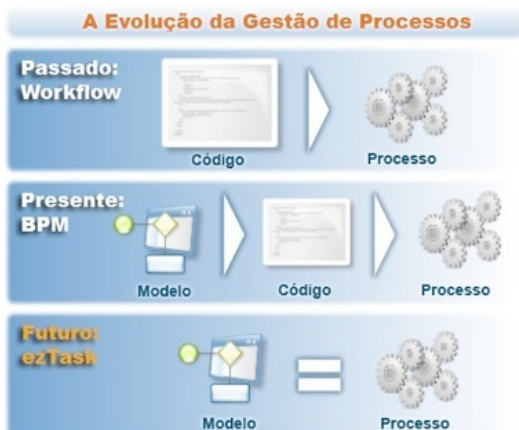 A Evolução da Gestão de Processos
Passado:
Workflow
Código
Processo
Presente:
BPM
Modelo
Código
Processo
Futuro:
ezTask
Modelo
Processo